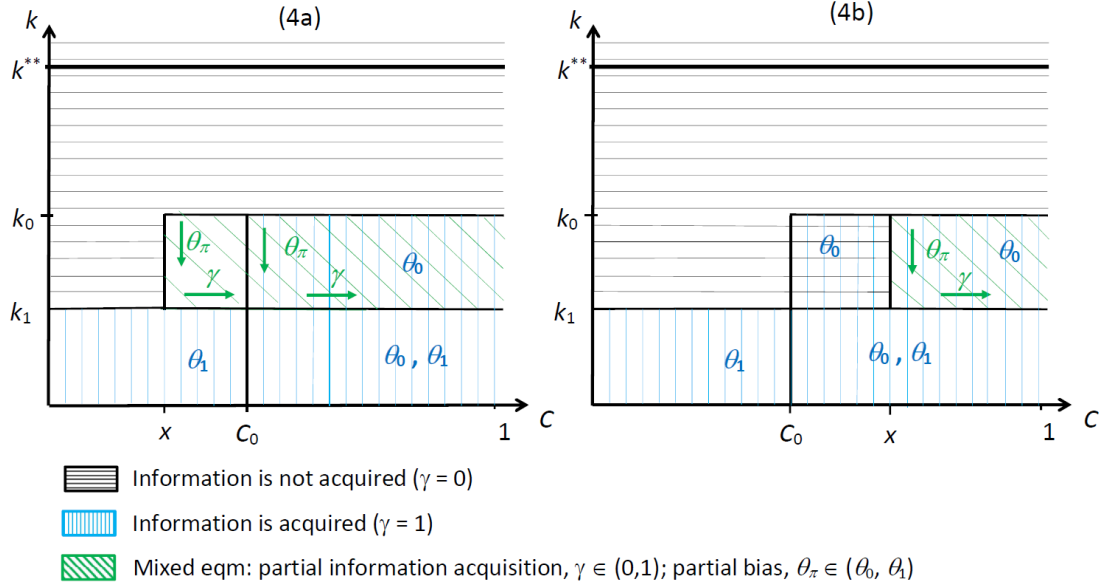 (4a)
k
k**
k₀
θπ
γ
θπ
γ
θ₀
k₁
θ₁
θ₀ , θ₁
x
C₀
1
C
(4b)
k
k**
k₀
θ₀
θπ
γ
θ₀
k₁
θ₁
θ₀ , θ₁
C₀
x
1
C
Information is not acquired (γ = 0)
Information is acquired (γ = 1)
Mixed eqm: partial information acquisition, γ ∈ (0,1); partial bias, θπ ∈ (θ₀, θ₁)